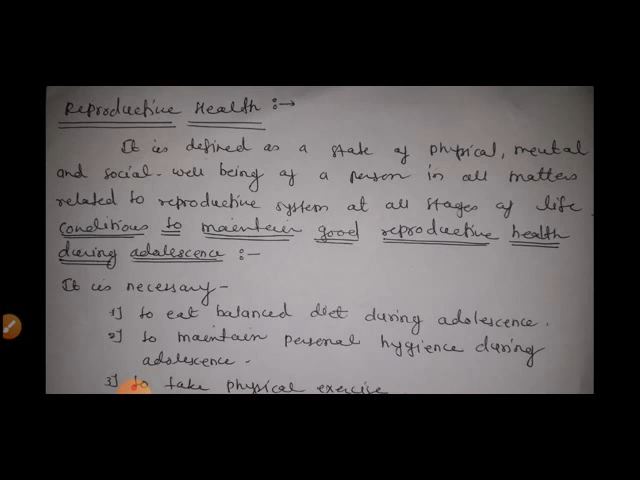 Reproductive Health :→
It is defined as a state of physical, mental
and social-well being of a person in all matters
related to reproductive system at all stages of life.
conditions to maintain good reproductive health
during adolescence :-
It is necessary -
1] to eat balanced diet during adolescence.
2] to maintain personal hygience during
adolescence.
3] to take physical exercise